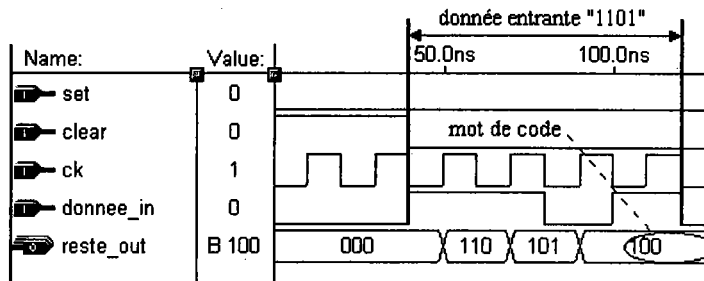 donnée entrante "1101"
Name: Value: 50.0ns 100.0ns
set 0
clear 0
mot de code
ck 1
donnee_in 0
reste_out B 100 000 110 101 100